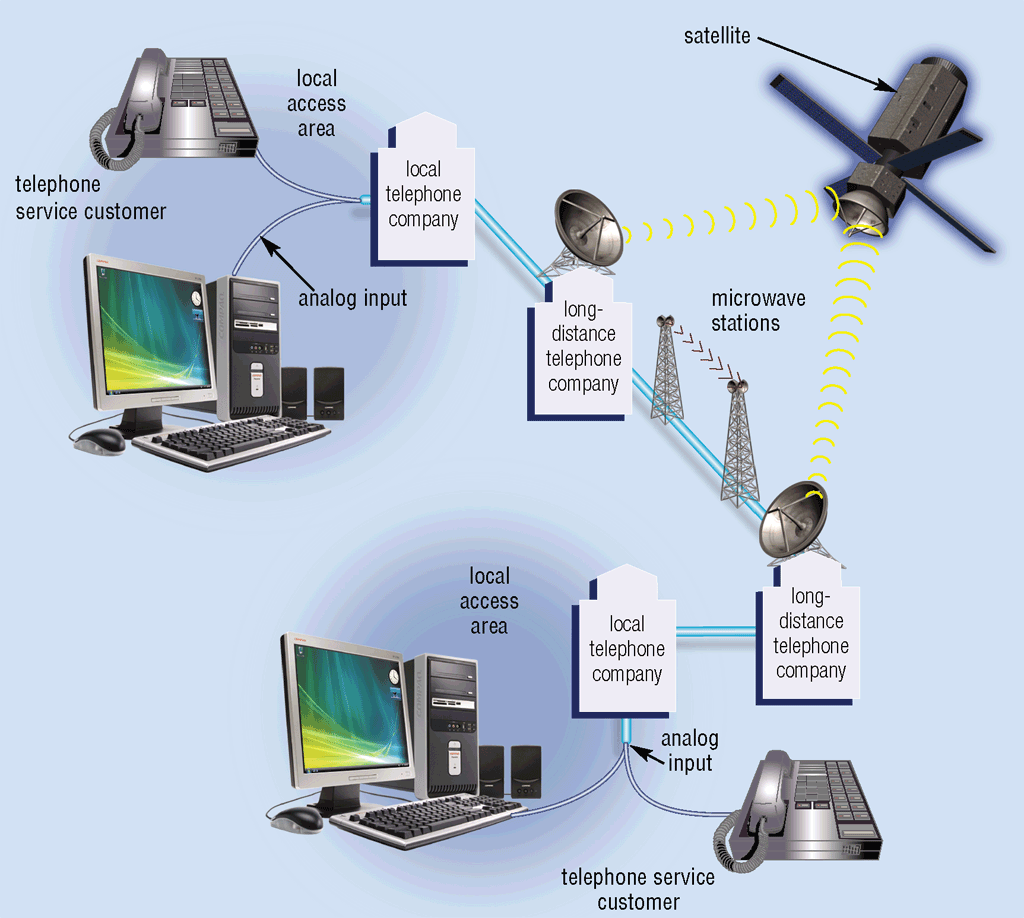 satellite
local
access
area
local
telephone
company
telephone
service customer
analog input
long-
distance
telephone
company
microwave
stations
local
access
area
local
telephone
company
long-
distance
telephone
company
analog
input
telephone service
customer